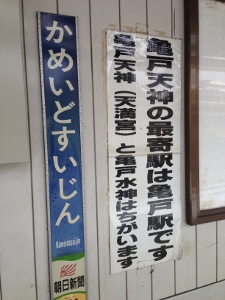 亀戸天神の最寄駅は亀戸駅です
亀戸天神（天満宮）と亀戸水神はちがいます
かめいどすいじん
朝日新聞